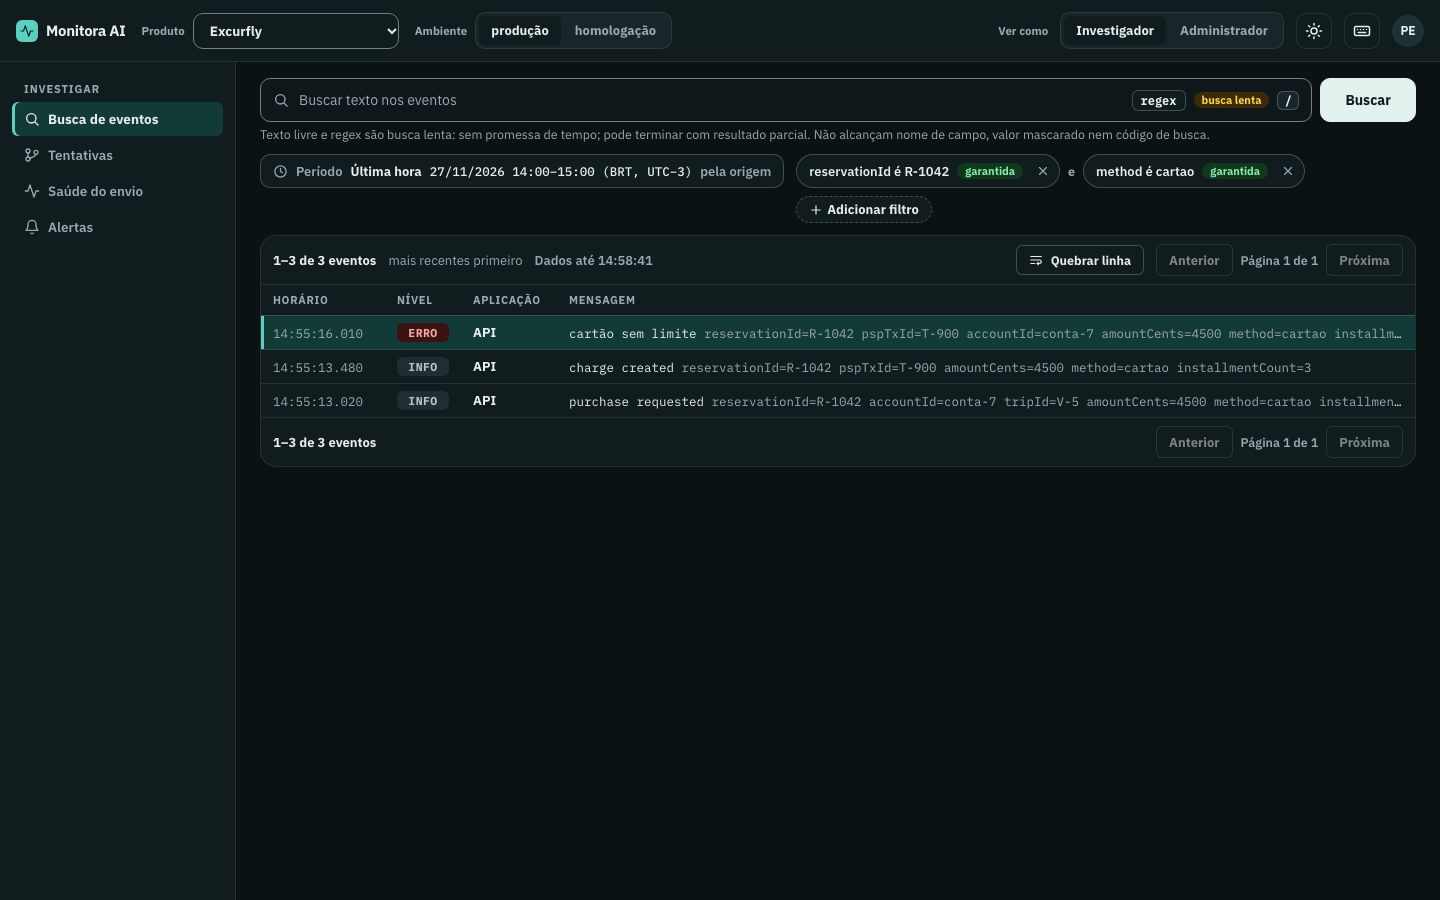 Monitora AI Produto Excurfly Ambiente produção homologação Ver como Investigador Administrador PE
INVESTIGAR
Busca de eventos
Tentativas
Saúde do envio
Alertas
Buscar texto nos eventos regex busca lenta / Buscar
Texto livre e regex são busca lenta: sem promessa de tempo; pode terminar com resultado parcial. Não alcançam nome de campo, valor mascarado nem código de busca.
Período Última hora 27/11/2026 14:00–15:00 (BRT, UTC−3) pela origem reservationId é R-1042 garantida × e method é cartao garantida ×
+ Adicionar filtro
1–3 de 3 eventos mais recentes primeiro Dados até 14:58:41 Quebrar linha Anterior Página 1 de 1 Próxima
HORÁRIO NÍVEL APLICAÇÃO MENSAGEM
14:55:16.010 ERRO API cartão sem limite reservationId=R-1042 pspTxId=T-900 accountId=conta-7 amountCents=4500 method=cartao installm…
14:55:13.480 INFO API charge created reservationId=R-1042 pspTxId=T-900 amountCents=4500 method=cartao installmentCount=3
14:55:13.020 INFO API purchase requested reservationId=R-1042 accountId=conta-7 tripId=V-5 amountCents=4500 method=cartao installmen…
1–3 de 3 eventos Anterior Página 1 de 1 Próxima